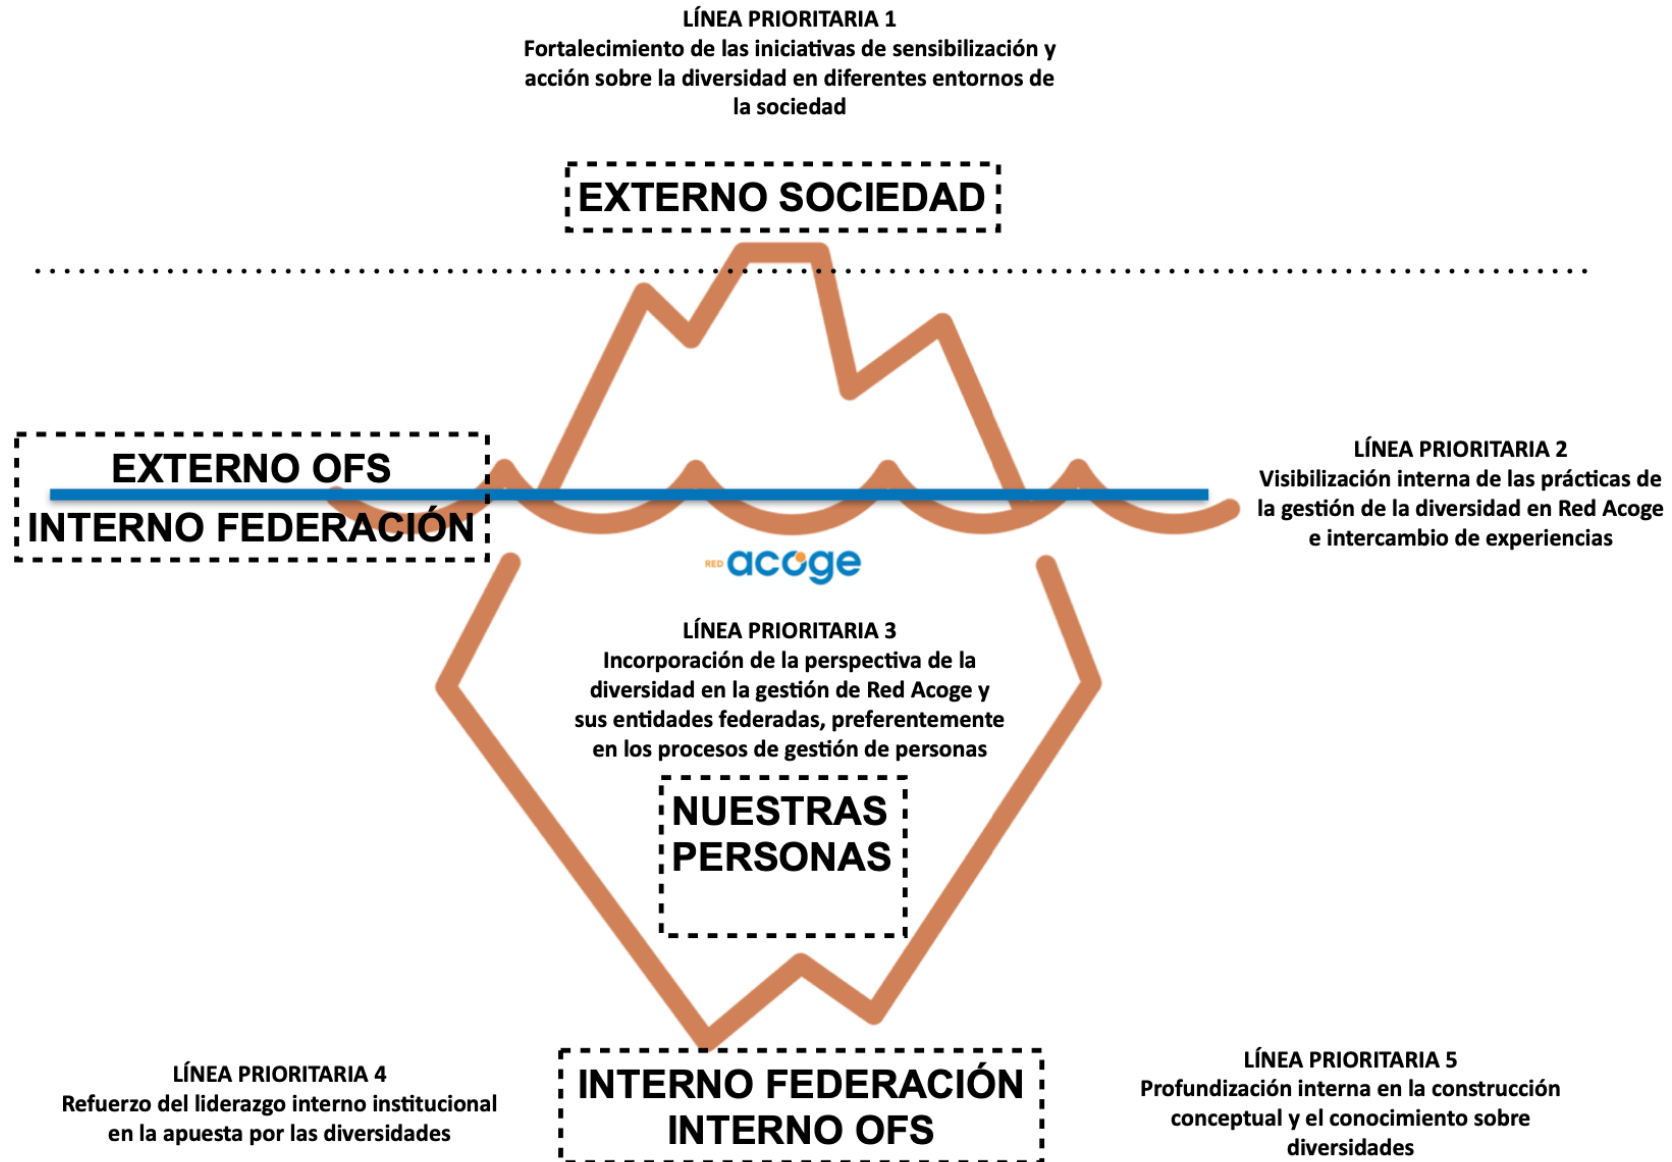 LÍNEA PRIORITARIA 1
Fortalecimiento de las iniciativas de sensibilización y
acción sobre la diversidad en diferentes entornos de
la sociedad
EXTERNO SOCIEDAD
EXTERNO OFS
INTERNO FEDERACIÓN
LÍNEA PRIORITARIA 2
Visibilización interna de las prácticas de
la gestión de la diversidad en Red Acoge
e intercambio de experiencias
RED acoge
LÍNEA PRIORITARIA 3
Incorporación de la perspectiva de la
diversidad en la gestión de Red Acoge y
sus entidades federadas, preferentemente
en los procesos de gestión de personas
NUESTRAS
PERSONAS
INTERNO FEDERACIÓN
INTERNO OFS
LÍNEA PRIORITARIA 4
Refuerzo del liderazgo interno institucional
en la apuesta por las diversidades
LÍNEA PRIORITARIA 5
Profundización interna en la construcción
conceptual y el conocimiento sobre
diversidades